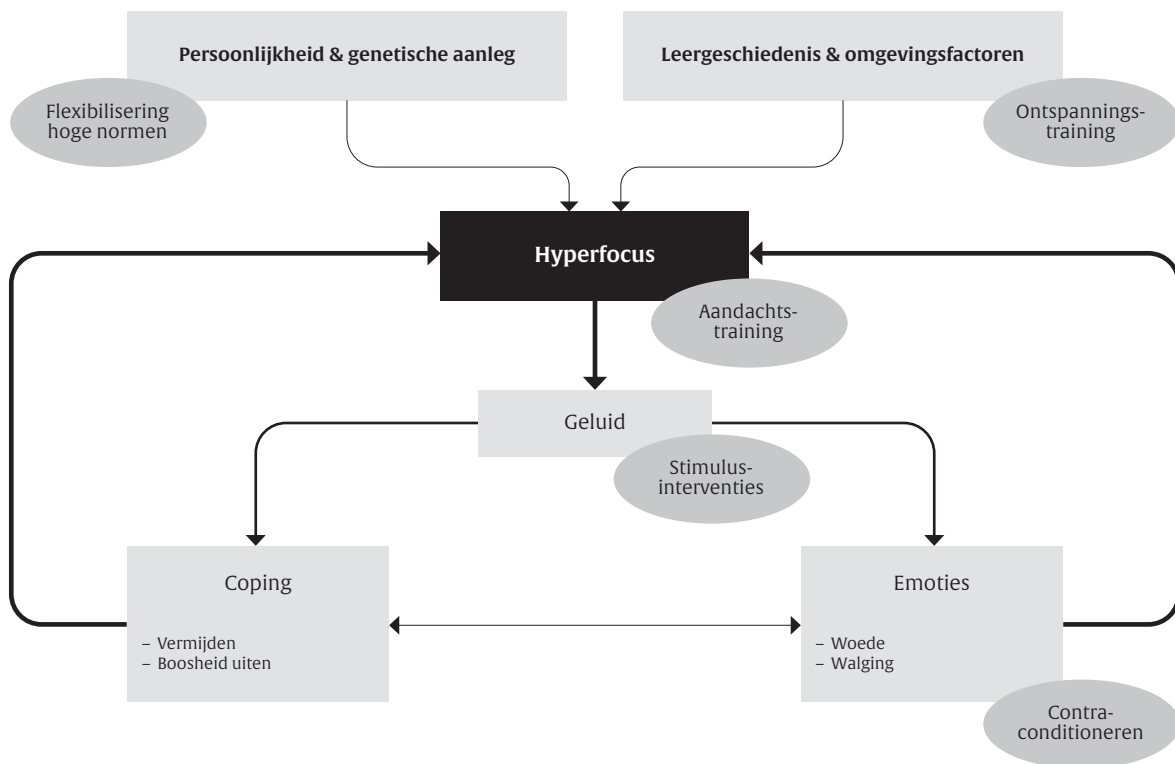 Persoonlijkheid & genetische aanleg
Leergeschiedenis & omgevingsfactoren
Flexibilisering
hoge normen
Ontspannings-
training
Hyperfocus
Aandachts-
training
Geluid
Stimulus-
interventies
Coping
– Vermijden
– Boosheid uiten
Emoties
– Woede
– Walging
Contra-
conditioneren